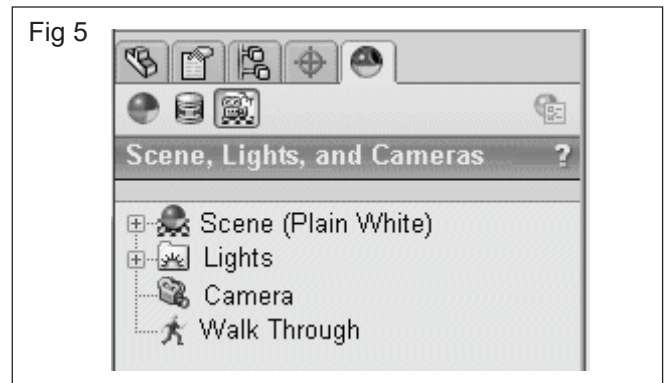 Fig 5
Scene, Lights, and Cameras ?
Scene (Plain White)
Lights
Camera
Walk Through